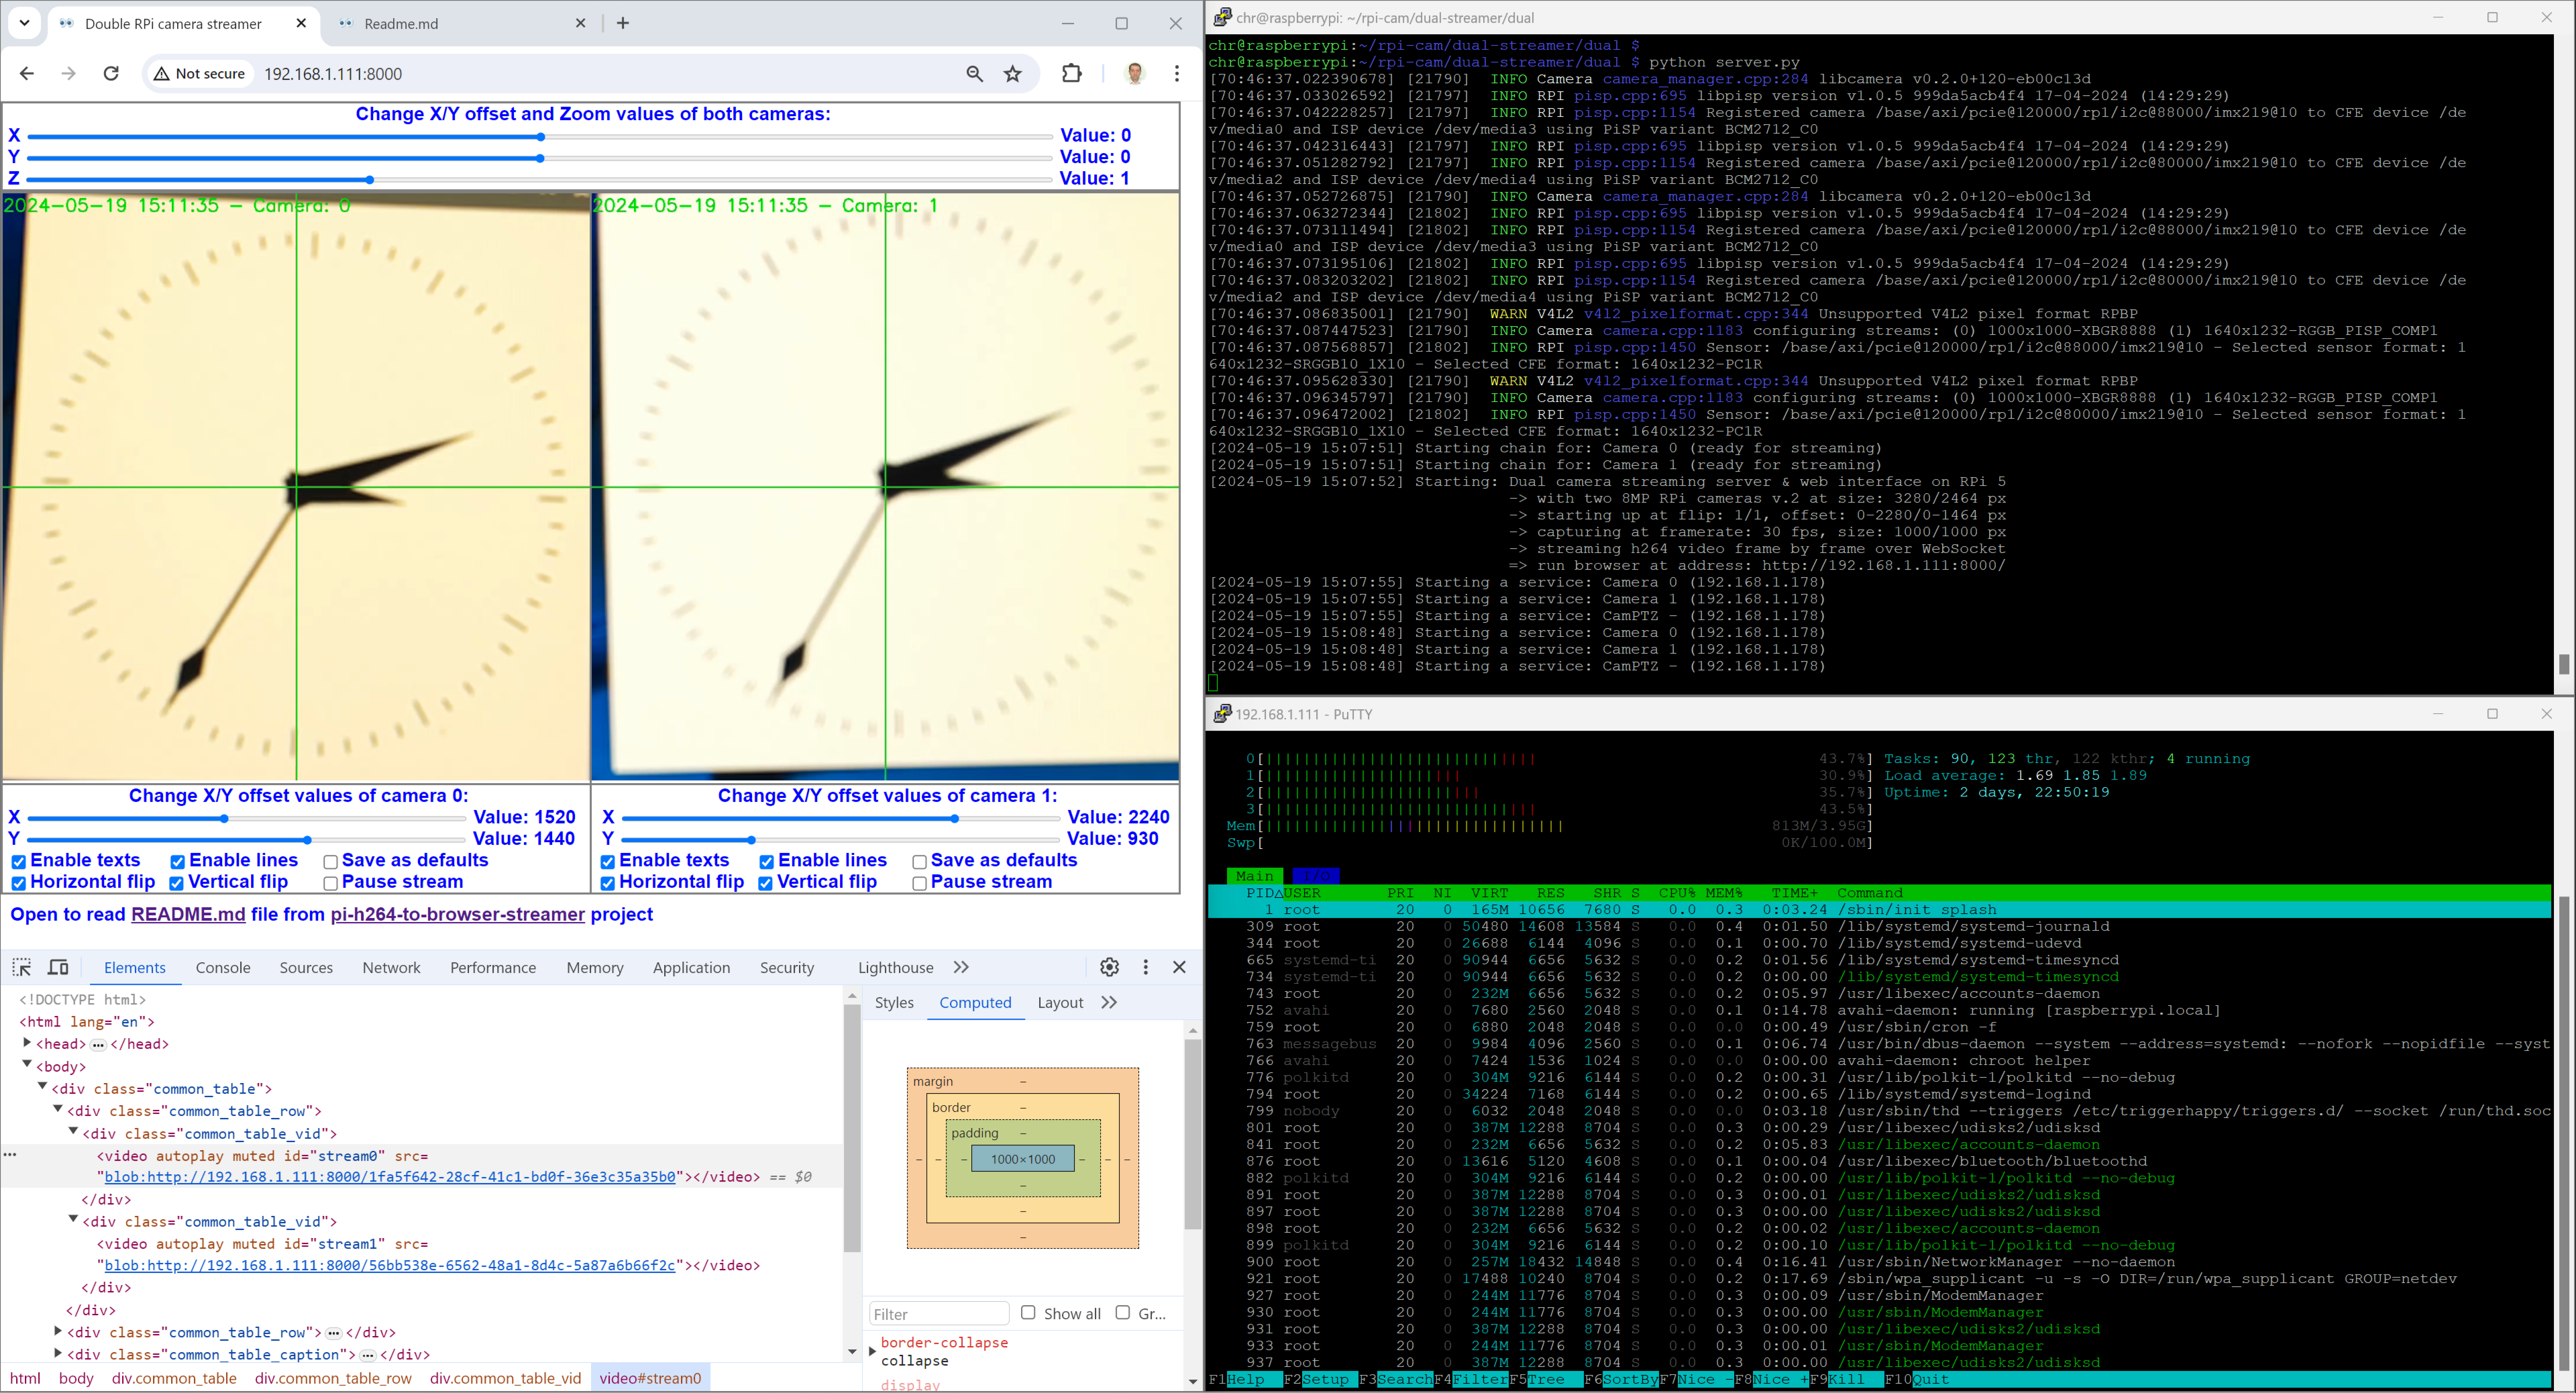 Double RPi camera streamer
Readme.md
Not secure
192.168.1.111:8000
Change X/Y offset and Zoom values of both cameras:
X Value: 0
Y Value: 0
Z Value: 1
2024-05-19 15:11:35 - Camera: 0
2024-05-19 15:11:35 - Camera: 1
Change X/Y offset values of camera 0:
X Value: 1520
Y Value: 1440
Enable texts Enable lines Save as defaults
Horizontal flip Vertical flip Pause stream
Change X/Y offset values of camera 1:
X Value: 2240
Y Value: 930
Enable texts Enable lines Save as defaults
Horizontal flip Vertical flip Pause stream
Open to read README.md file from pi-h264-to-browser-streamer project
Elements Console Sources Network Performance Memory Application Security Lighthouse
<!DOCTYPE html>
<html lang="en">
<head> … </head>
<body>
<div class="common_table">
<div class="common_table_row">
<div class="common_table_vid">
<video autoplay muted id="stream0" src=
"blob:http://192.168.1.111:8000/1fa5f642-28cf-41c1-bd0f-36e3c35a35b0"></video> == $0
</div>
<div class="common_table_vid">
<video autoplay muted id="stream1" src=
"blob:http://192.168.1.111:8000/56bb538e-6562-48a1-8d4c-5a87a6b66f2c"></video>
</div>
</div>
<div class="common_table_row"> … </div>
<div class="common_table_caption"> … </div>
html body div.common_table div.common_table_row div.common_table_vid video#stream0
Styles Computed Layout
margin –
border –
padding –
1000×1000
Filter Show all Gr...
border-collapse
collapse
display
chr@raspberrypi: ~/rpi-cam/dual-streamer/dual
chr@raspberrypi:~/rpi-cam/dual-streamer/dual $
chr@raspberrypi:~/rpi-cam/dual-streamer/dual $ python server.py
[70:46:37.022390678] [21790] INFO Camera camera_manager.cpp:284 libcamera v0.2.0+120-eb00c13d
[70:46:37.033026592] [21797] INFO RPI pisp.cpp:695 libpisp version v1.0.5 999da5acb4f4 17-04-2024 (14:29:29)
[70:46:37.042228257] [21797] INFO RPI pisp.cpp:1154 Registered camera /base/axi/pcie@120000/rp1/i2c@88000/imx219@10 to CFE device /de
v/media0 and ISP device /dev/media3 using PiSP variant BCM2712_C0
[70:46:37.042316443] [21797] INFO RPI pisp.cpp:695 libpisp version v1.0.5 999da5acb4f4 17-04-2024 (14:29:29)
[70:46:37.051282792] [21797] INFO RPI pisp.cpp:1154 Registered camera /base/axi/pcie@120000/rp1/i2c@80000/imx219@10 to CFE device /de
v/media2 and ISP device /dev/media4 using PiSP variant BCM2712_C0
[70:46:37.052726875] [21790] INFO Camera camera_manager.cpp:284 libcamera v0.2.0+120-eb00c13d
[70:46:37.063272344] [21802] INFO RPI pisp.cpp:695 libpisp version v1.0.5 999da5acb4f4 17-04-2024 (14:29:29)
[70:46:37.073111494] [21802] INFO RPI pisp.cpp:1154 Registered camera /base/axi/pcie@120000/rp1/i2c@88000/imx219@10 to CFE device /de
v/media0 and ISP device /dev/media3 using PiSP variant BCM2712_C0
[70:46:37.073195106] [21802] INFO RPI pisp.cpp:695 libpisp version v1.0.5 999da5acb4f4 17-04-2024 (14:29:29)
[70:46:37.083203202] [21802] INFO RPI pisp.cpp:1154 Registered camera /base/axi/pcie@120000/rp1/i2c@80000/imx219@10 to CFE device /de
v/media2 and ISP device /dev/media4 using PiSP variant BCM2712_C0
[70:46:37.086835001] [21790] WARN V4L2 v4l2_pixelformat.cpp:344 Unsupported V4L2 pixel format RPBP
[70:46:37.087447523] [21790] INFO Camera camera.cpp:1183 configuring streams: (0) 1000x1000-XBGR8888 (1) 1640x1232-RGGB_PISP_COMP1
[70:46:37.087568857] [21802] INFO RPI pisp.cpp:1450 Sensor: /base/axi/pcie@120000/rp1/i2c@88000/imx219@10 - Selected sensor format: 1
640x1232-SRGGB10_1X10 - Selected CFE format: 1640x1232-PC1R
[70:46:37.095628330] [21790] WARN V4L2 v4l2_pixelformat.cpp:344 Unsupported V4L2 pixel format RPBP
[70:46:37.096345797] [21790] INFO Camera camera.cpp:1183 configuring streams: (0) 1000x1000-XBGR8888 (1) 1640x1232-RGGB_PISP_COMP1
[70:46:37.096472002] [21802] INFO RPI pisp.cpp:1450 Sensor: /base/axi/pcie@120000/rp1/i2c@80000/imx219@10 - Selected sensor format: 1
640x1232-SRGGB10_1X10 - Selected CFE format: 1640x1232-PC1R
[2024-05-19 15:07:51] Starting chain for: Camera 0 (ready for streaming)
[2024-05-19 15:07:51] Starting chain for: Camera 1 (ready for streaming)
[2024-05-19 15:07:52] Starting: Dual camera streaming server & web interface on RPi 5
-> with two 8MP RPi cameras v.2 at size: 3280/2464 px
-> starting up at flip: 1/1, offset: 0-2280/0-1464 px
-> capturing at framerate: 30 fps, size: 1000/1000 px
-> streaming h264 video frame by frame over WebSocket
=> run browser at address: http://192.168.1.111:8000/
[2024-05-19 15:07:55] Starting a service: Camera 0 (192.168.1.178)
[2024-05-19 15:07:55] Starting a service: Camera 1 (192.168.1.178)
[2024-05-19 15:07:55] Starting a service: CamPTZ - (192.168.1.178)
[2024-05-19 15:08:48] Starting a service: Camera 0 (192.168.1.178)
[2024-05-19 15:08:48] Starting a service: Camera 1 (192.168.1.178)
[2024-05-19 15:08:48] Starting a service: CamPTZ - (192.168.1.178)
192.168.1.111 - PuTTY
0[ 43.7%] Tasks: 90, 123 thr, 122 kthr; 4 running
1[ 30.9%] Load average: 1.69 1.85 1.89
2[ 35.7%] Uptime: 2 days, 22:50:19
3[ 43.5%]
Mem[ 813M/3.95G]
Swp[ 0K/100.0M]
Main I/O
PID△USER PRI NI VIRT RES SHR S CPU% MEM% TIME+ Command
1 root 20 0 165M 10656 7680 S 0.0 0.3 0:03.24 /sbin/init splash
309 root 20 0 50480 14608 13584 S 0.0 0.4 0:01.50 /lib/systemd/systemd-journald
344 root 20 0 26688 6144 4096 S 0.0 0.1 0:00.70 /lib/systemd/systemd-udevd
665 systemd-ti 20 0 90944 6656 5632 S 0.0 0.2 0:01.56 /lib/systemd/systemd-timesyncd
734 systemd-ti 20 0 90944 6656 5632 S 0.0 0.2 0:00.00 /lib/systemd/systemd-timesyncd
743 root 20 0 232M 6656 5632 S 0.0 0.2 0:05.97 /usr/libexec/accounts-daemon
752 avahi 20 0 7680 2560 2048 S 0.0 0.1 0:14.78 avahi-daemon: running [raspberrypi.local]
759 root 20 0 6880 2048 2048 S 0.0 0.0 0:00.49 /usr/sbin/cron -f
763 messagebus 20 0 9984 4096 2560 S 0.0 0.1 0:06.74 /usr/bin/dbus-daemon --system --address=systemd: --nofork --nopidfile --syst
766 avahi 20 0 7424 1536 1024 S 0.0 0.0 0:00.00 avahi-daemon: chroot helper
776 polkitd 20 0 304M 9216 6144 S 0.0 0.2 0:00.31 /usr/lib/polkit-1/polkitd --no-debug
794 root 20 0 34224 7168 6144 S 0.0 0.2 0:00.65 /lib/systemd/systemd-logind
799 nobody 20 0 6032 2048 2048 S 0.0 0.0 0:03.18 /usr/sbin/thd --triggers /etc/triggerhappy/triggers.d/ --socket /run/thd.soc
801 root 20 0 387M 12288 8704 S 0.0 0.3 0:00.29 /usr/libexec/udisks2/udisksd
841 root 20 0 232M 6656 5632 S 0.0 0.2 0:05.83 /usr/libexec/accounts-daemon
876 root 20 0 13616 5120 4608 S 0.0 0.1 0:00.04 /usr/libexec/bluetooth/bluetoothd
882 polkitd 20 0 304M 9216 6144 S 0.0 0.2 0:00.00 /usr/lib/polkit-1/polkitd --no-debug
891 root 20 0 387M 12288 8704 S 0.0 0.3 0:00.01 /usr/libexec/udisks2/udisksd
897 root 20 0 387M 12288 8704 S 0.0 0.3 0:00.00 /usr/libexec/udisks2/udisksd
898 root 20 0 232M 6656 5632 S 0.0 0.2 0:00.02 /usr/libexec/accounts-daemon
899 polkitd 20 0 304M 9216 6144 S 0.0 0.2 0:00.10 /usr/lib/polkit-1/polkitd --no-debug
900 root 20 0 257M 18432 14848 S 0.0 0.4 0:16.41 /usr/sbin/NetworkManager --no-daemon
921 root 20 0 17488 10240 8704 S 0.0 0.2 0:17.69 /sbin/wpa_supplicant -u -s -O DIR=/run/wpa_supplicant GROUP=netdev
927 root 20 0 244M 11776 8704 S 0.0 0.3 0:00.09 /usr/sbin/ModemManager
930 root 20 0 244M 11776 8704 S 0.0 0.3 0:00.00 /usr/sbin/ModemManager
931 root 20 0 387M 12288 8704 S 0.0 0.3 0:00.00 /usr/libexec/udisks2/udisksd
933 root 20 0 244M 11776 8704 S 0.0 0.3 0:00.01 /usr/sbin/ModemManager
937 root 20 0 387M 12288 8704 S 0.0 0.3 0:00.00 /usr/libexec/udisks2/udisksd
F1Help F2Setup F3SearchF4FilterF5Tree F6SortByF7Nice -F8Nice +F9Kill F10Quit